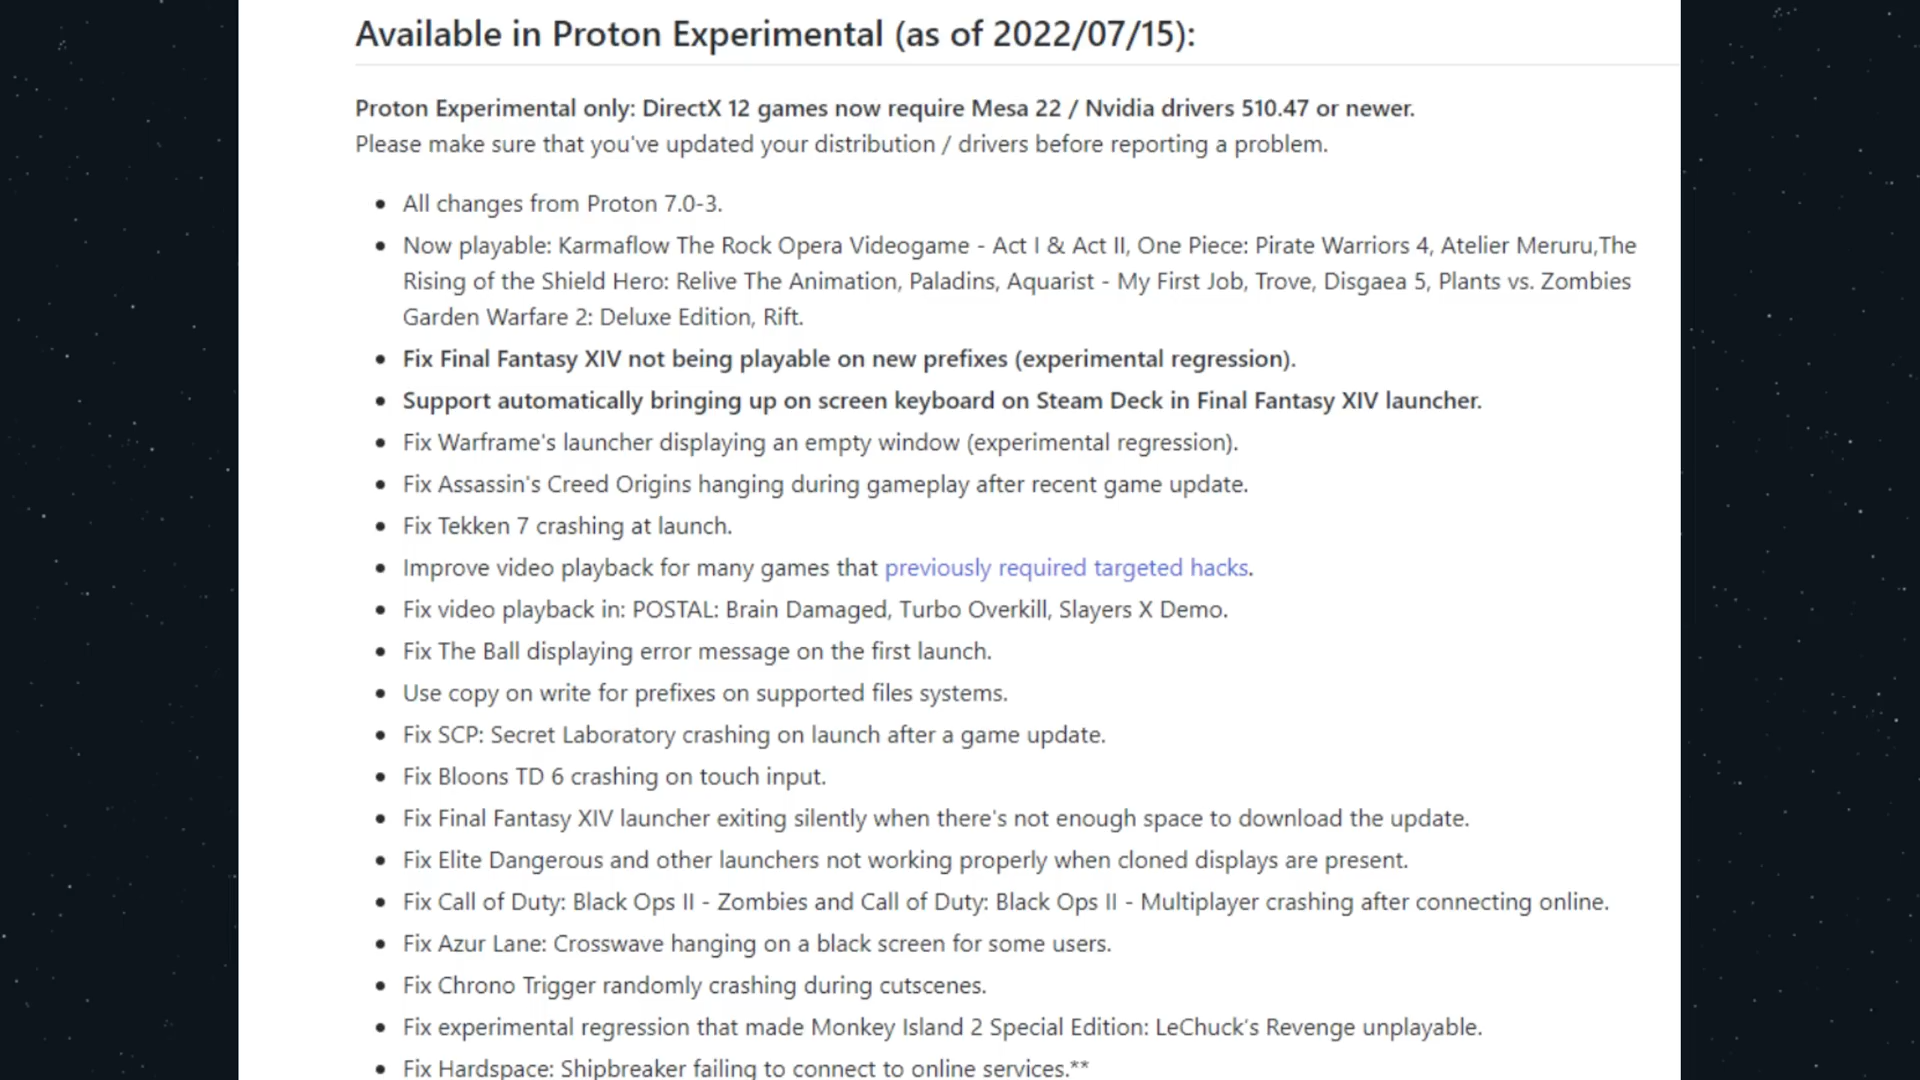 Available in Proton Experimental (as of 2022/07/15):
Proton Experimental only: DirectX 12 games now require Mesa 22 / Nvidia drivers 510.47 or newer.
Please make sure that you've updated your distribution / drivers before reporting a problem.
• All changes from Proton 7.0-3.
• Now playable: Karmaflow The Rock Opera Videogame - Act I & Act II, One Piece: Pirate Warriors 4, Atelier Meruru,The
Rising of the Shield Hero: Relive The Animation, Paladins, Aquarist - My First Job, Trove, Disgaea 5, Plants vs. Zombies
Garden Warfare 2: Deluxe Edition, Rift.
• Fix Final Fantasy XIV not being playable on new prefixes (experimental regression).
• Support automatically bringing up on screen keyboard on Steam Deck in Final Fantasy XIV launcher.
• Fix Warframe's launcher displaying an empty window (experimental regression).
• Fix Assassin's Creed Origins hanging during gameplay after recent game update.
• Fix Tekken 7 crashing at launch.
• Improve video playback for many games that previously required targeted hacks.
• Fix video playback in: POSTAL: Brain Damaged, Turbo Overkill, Slayers X Demo.
• Fix The Ball displaying error message on the first launch.
• Use copy on write for prefixes on supported files systems.
• Fix SCP: Secret Laboratory crashing on launch after a game update.
• Fix Bloons TD 6 crashing on touch input.
• Fix Final Fantasy XIV launcher exiting silently when there's not enough space to download the update.
• Fix Elite Dangerous and other launchers not working properly when cloned displays are present.
• Fix Call of Duty: Black Ops II - Zombies and Call of Duty: Black Ops II - Multiplayer crashing after connecting online.
• Fix Azur Lane: Crosswave hanging on a black screen for some users.
• Fix Chrono Trigger randomly crashing during cutscenes.
• Fix experimental regression that made Monkey Island 2 Special Edition: LeChuck's Revenge unplayable.
• Fix Hardspace: Shipbreaker failing to connect to online services.**